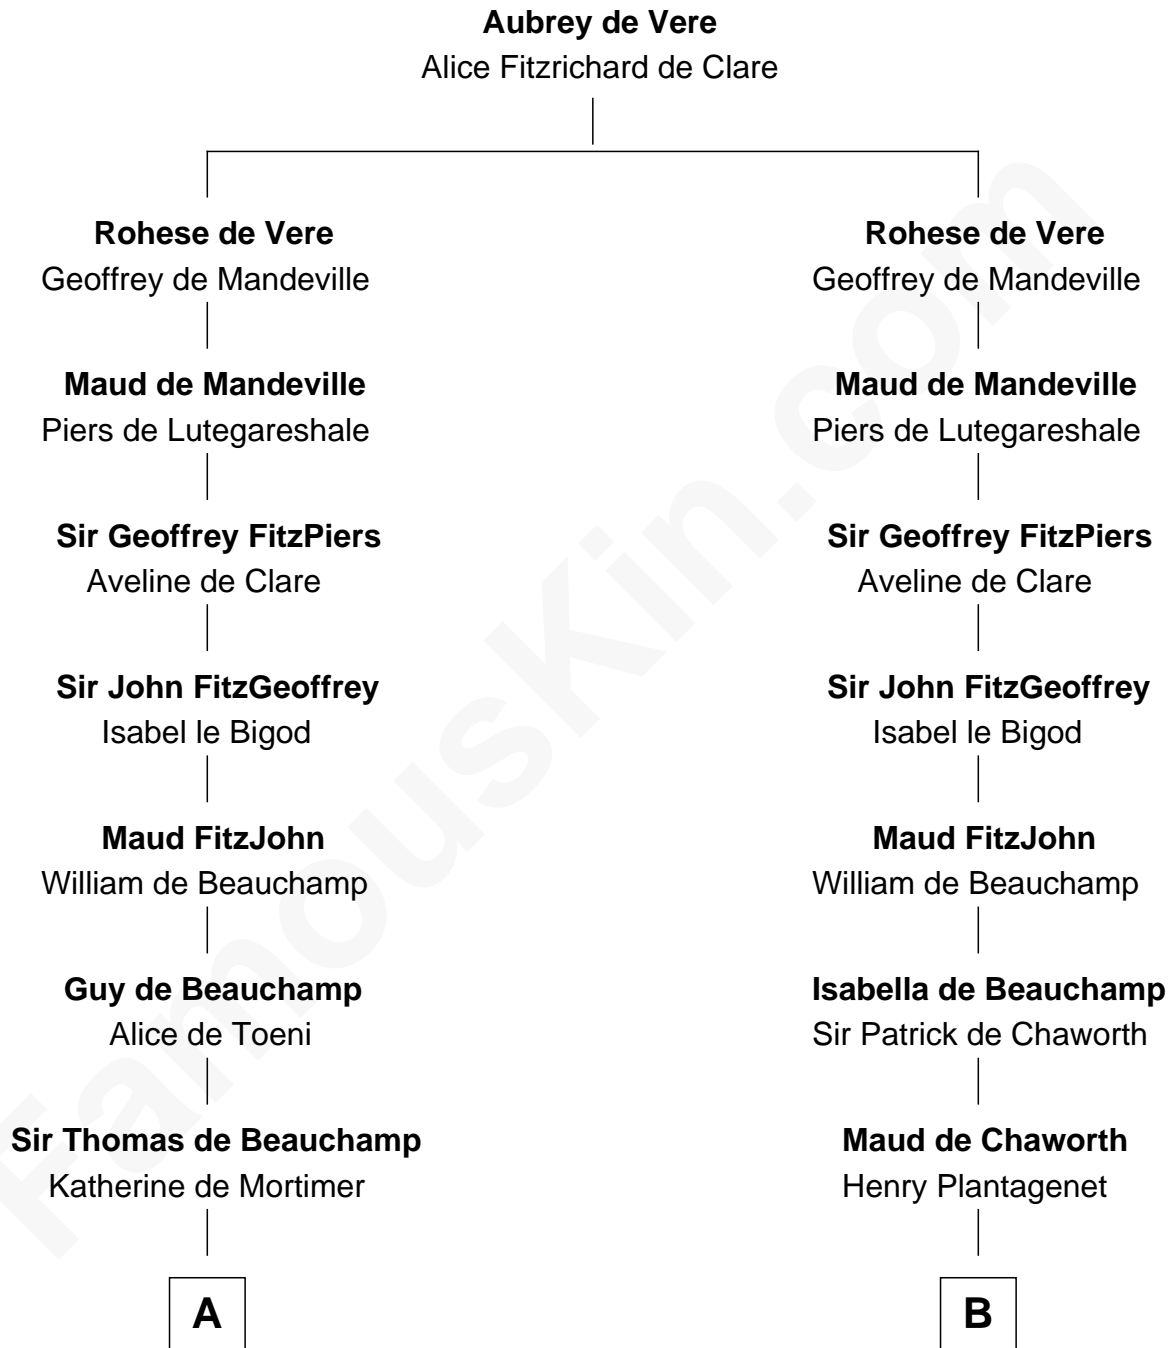 Aubrey de Vere
Alice Fitzrichard de Clare
Rohese de Vere
Geoffrey de Mandeville
Rohese de Vere
Geoffrey de Mandeville
Maud de Mandeville
Piers de Lutegareshale
Maud de Mandeville
Piers de Lutegareshale
Sir Geoffrey FitzPiers
Aveline de Clare
Sir Geoffrey FitzPiers
Aveline de Clare
Sir John FitzGeoffrey
Isabel le Bigod
Sir John FitzGeoffrey
Isabel le Bigod
Maud FitzJohn
William de Beauchamp
Maud FitzJohn
William de Beauchamp
Guy de Beauchamp
Alice de Toeni
Isabella de Beauchamp
Sir Patrick de Chaworth
Sir Thomas de Beauchamp
Katherine de Mortimer
Maud de Chaworth
Henry Plantagenet
A
B
FamousKin.com